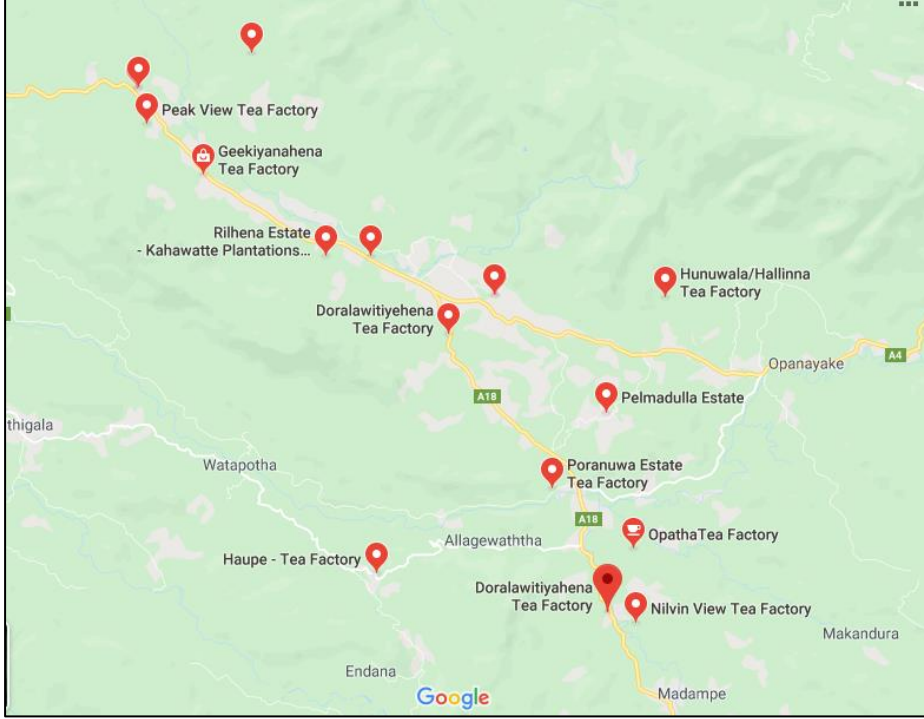 Peak View Tea Factory
Geekiyanahena
Tea Factory
Rilhena Estate
- Kahawatte Plantations...
Hunuwala/Hallinna
Tea Factory
Doralawitiyehena
Tea Factory
A4
Opanayake
A18
Pelmadulla Estate
thigala
Watapotha
Poranuwa Estate
Tea Factory
A18
OpathaTea Factory
Allagewaththa
Haupe - Tea Factory
Doralawitiyahena
Tea Factory
Nilvin View Tea Factory
Makandura
Endana
Google
Madampe